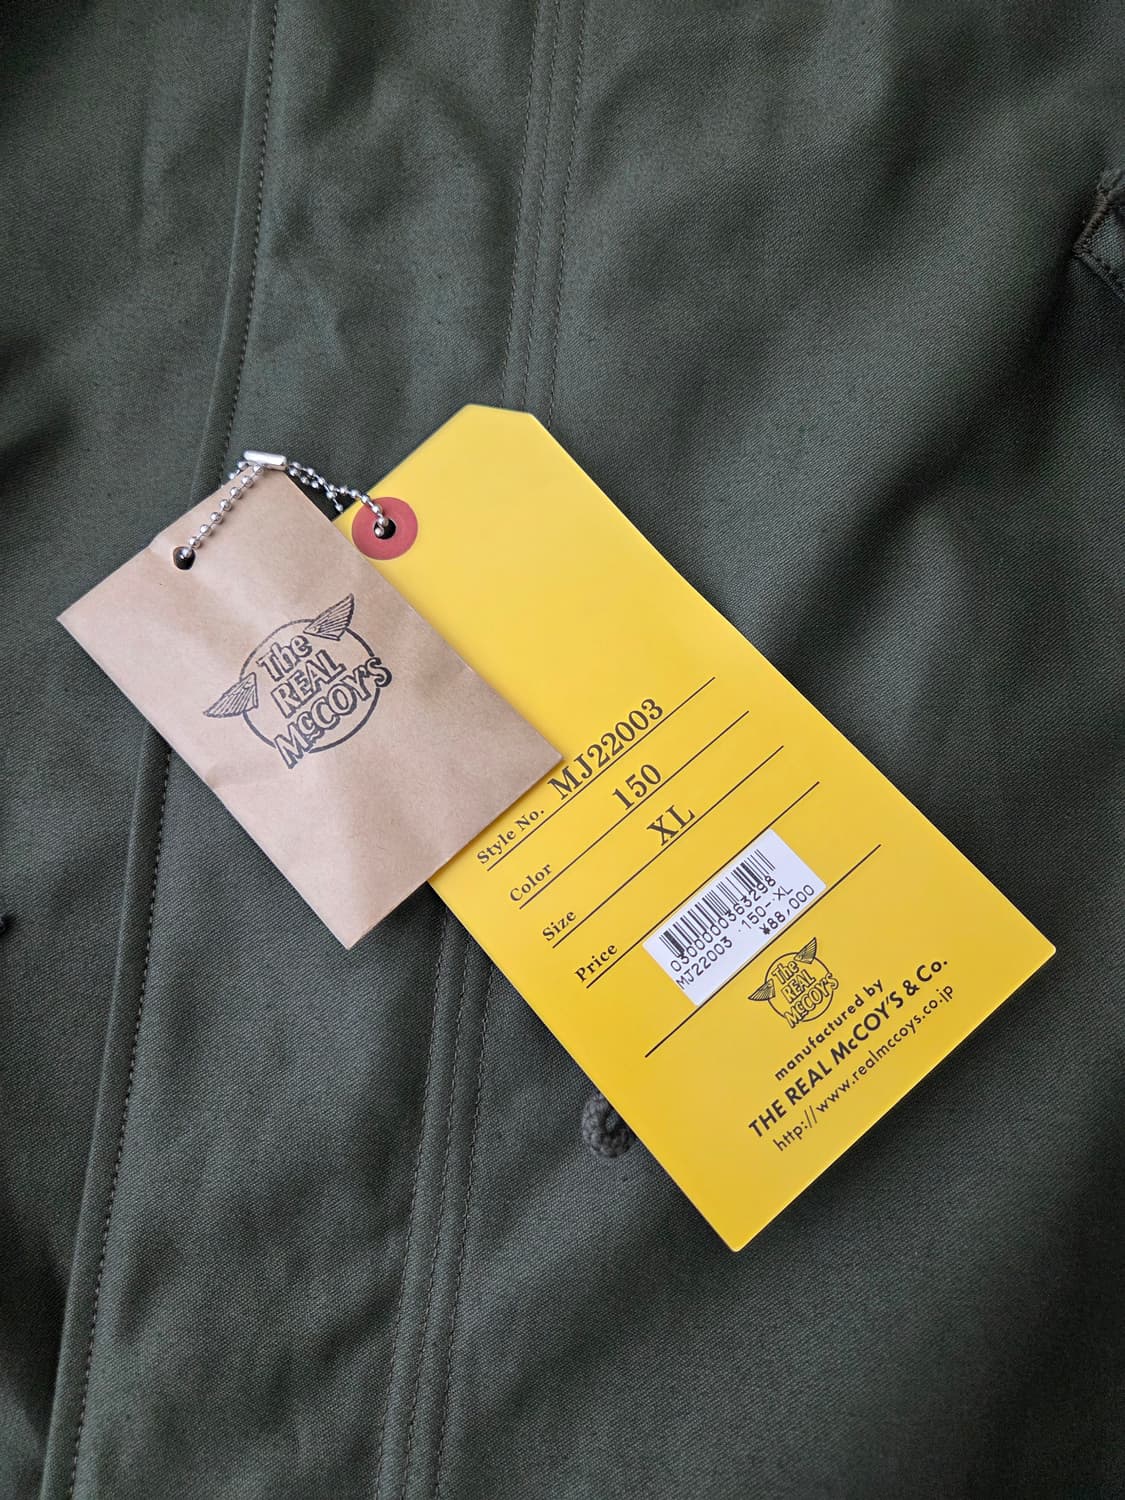 The
REAL
McCOY'S
Style No. MJ22003
Color 150
Size XL
Price
030000363298
MJ22003 -150- XL
¥88,000
The
REAL
McCOY'S
manufactured by
THE REAL McCOY'S & Co.
http://www.realmccoys.co.jp